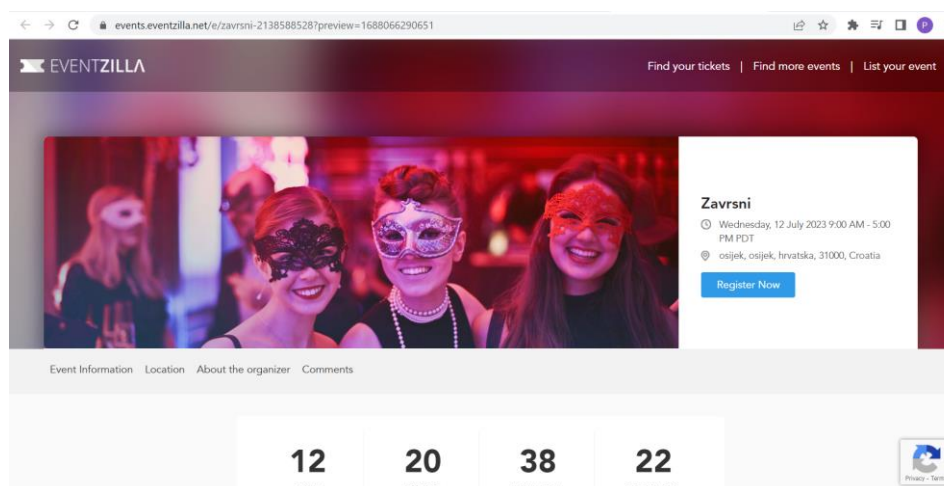 events.eventzilla.net/e/zavrsni-2138588528?preview=1688066290651
P
EVENTZILLA
Find your tickets | Find more events | List your event
Zavrsni
Wednesday, 12 July 2023 9:00 AM - 5:00
PM PDT
osijek, osijek, hrvatska, 31000, Croatia
Register Now
Event Information Location About the organizer Comments
12 20 38 22